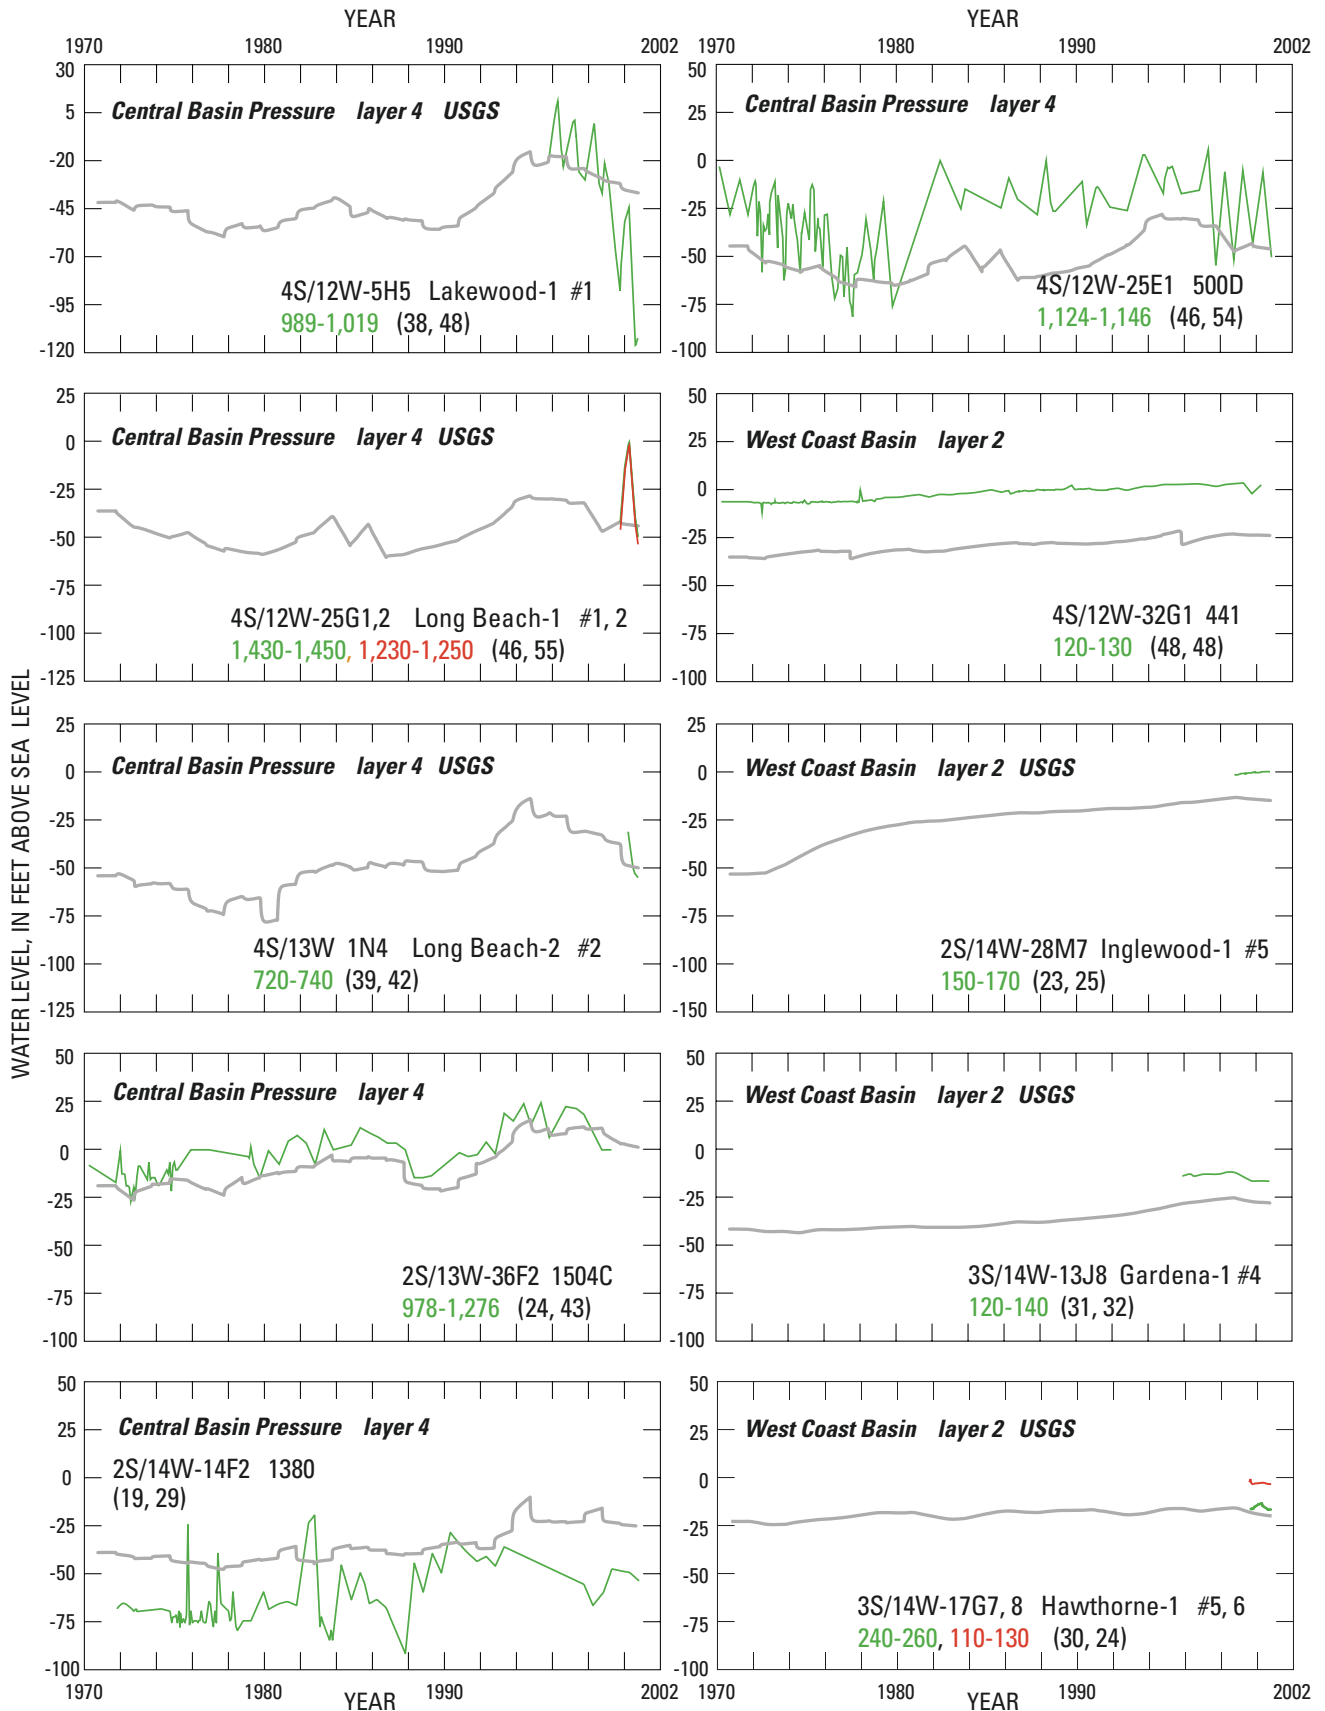 YEAR YEAR
1970 1980 1990 2002 1970 1980 1990 2002
30
5
-20
-45
-70
-95
-120
Central Basin Pressure layer 4 USGS
4S/12W-5H5 Lakewood-1 #1
989-1,019 (38, 48)
50
25
0
-25
-50
-75
-100
Central Basin Pressure layer 4
4S/12W-25E1 500D
1,124-1,146 (46, 54)
25
0
-25
-50
-75
-100
-125
Central Basin Pressure layer 4 USGS
4S/12W-25G1,2 Long Beach-1 #1, 2
1,430-1,450, 1,230-1,250 (46, 55)
50
25
0
-25
-50
-75
-100
West Coast Basin layer 2
4S/12W-32G1 441
120-130 (48, 48)
WATER LEVEL, IN FEET ABOVE SEA LEVEL
25
0
-25
-50
-75
-100
-125
Central Basin Pressure layer 4 USGS
4S/13W 1N4 Long Beach-2 #2
720-740 (39, 42)
25
0
-25
-50
-75
-100
-150
West Coast Basin layer 2 USGS
2S/14W-28M7 Inglewood-1 #5
150-170 (23, 25)
50
25
0
-25
-50
-75
-100
Central Basin Pressure layer 4
2S/13W-36F2 1504C
978-1,276 (24, 43)
50
25
0
-25
-50
-75
-100
West Coast Basin layer 2 USGS
3S/14W-13J8 Gardena-1 #4
120-140 (31, 32)
50
25
0
-25
-50
-75
-100
Central Basin Pressure layer 4
2S/14W-14F2 1380
(19, 29)
50
25
0
-25
-50
-75
-100
West Coast Basin layer 2 USGS
3S/14W-17G7, 8 Hawthorne-1 #5, 6
240-260, 110-130 (30, 24)
1970 1980 1990 2002 1970 1980 1990 2002
YEAR YEAR